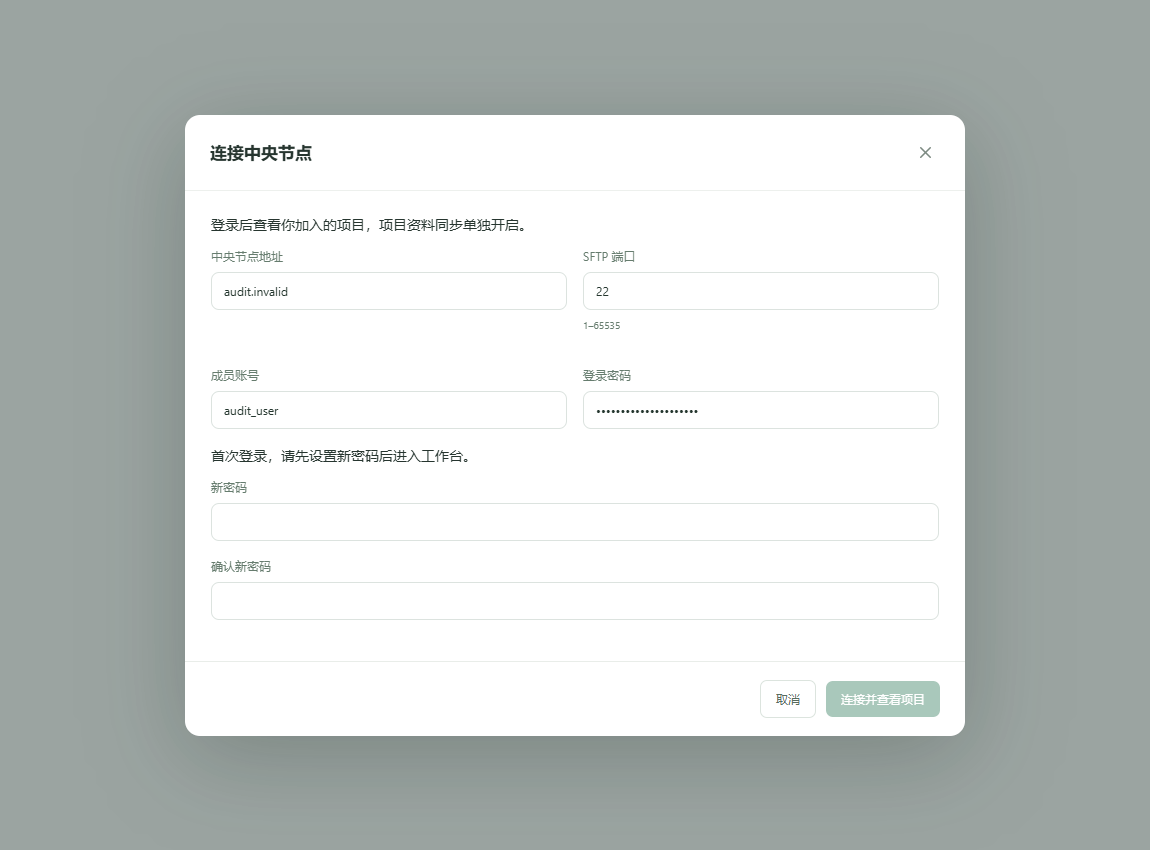 连接中央节点
登录后查看你加入的项目，项目资料同步单独开启。
中央节点地址
SFTP 端口
audit.invalid
22
1–65535
成员账号
登录密码
audit_user
•••••••••••••••••••••
首次登录，请先设置新密码后进入工作台。
新密码
确认新密码
取消
连接并查看项目